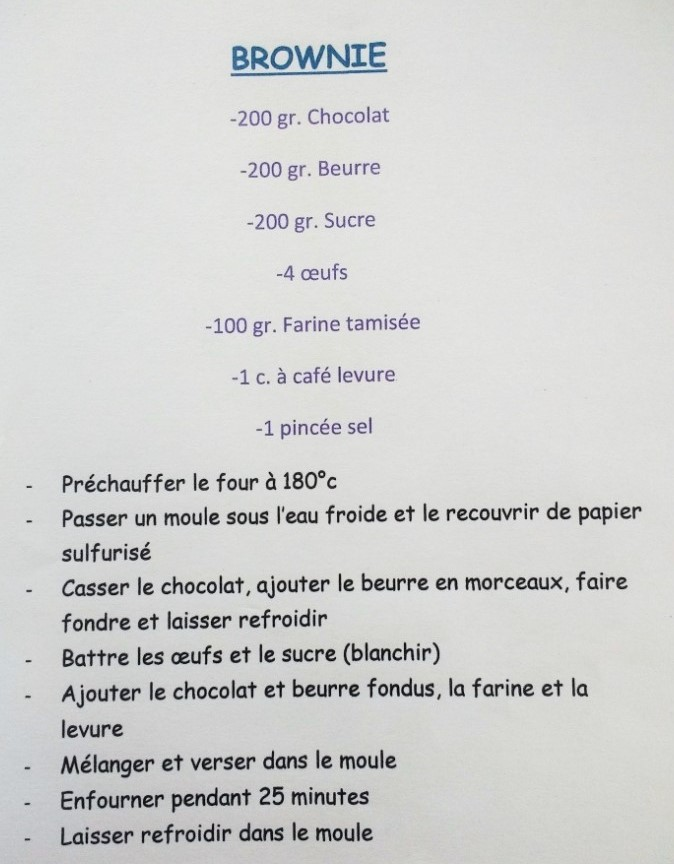 BROWNIE
-200 gr. Chocolat
-200 gr. Beurre
-200 gr. Sucre
-4 œufs
-100 gr. Farine tamisée
-1 c. à café levure
-1 pincée sel
- Préchauffer le four à 180°c
- Passer un moule sous l'eau froide et le recouvrir de papier
sulfurisé
- Casser le chocolat, ajouter le beurre en morceaux, faire
fondre et laisser refroidir
- Battre les œufs et le sucre (blanchir)
- Ajouter le chocolat et beurre fondus, la farine et la
levure
- Mélanger et verser dans le moule
- Enfourner pendant 25 minutes
- Laisser refroidir dans le moule